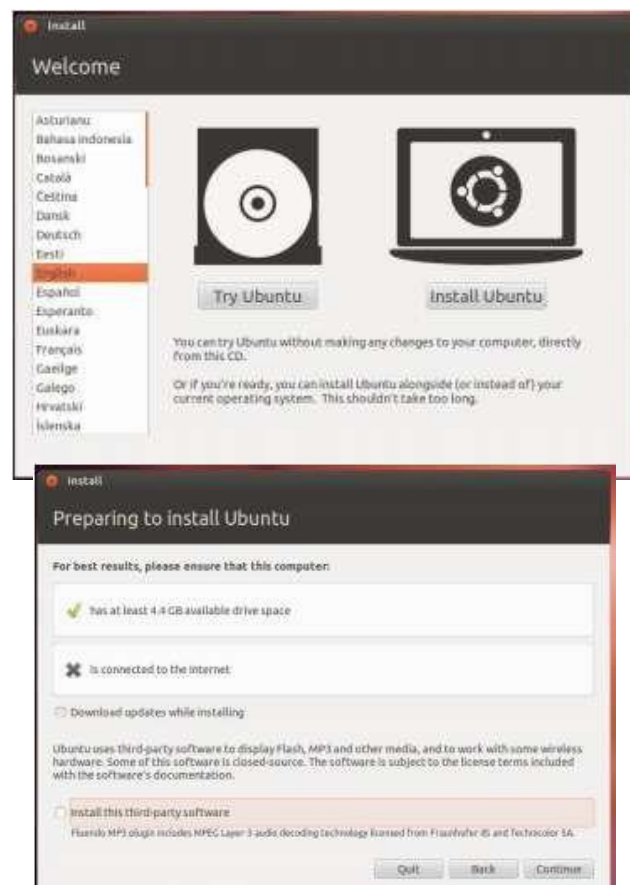 Install
Welcome
Asturianu
Bahasa Indonesia
Bosanski
Català
Čeština
Dansk
Deutsch
Eesti
English
Español
Esperanto
Euskara
Français
Gaeilge
Galego
Hrvatski
Íslenska
Try Ubuntu
Install Ubuntu
You can try Ubuntu without making any changes to your computer, directly
from this CD.
Or if you're ready, you can install Ubuntu alongside (or instead of) your
current operating system. This shouldn't take too long.
Install
Preparing to install Ubuntu
For best results, please ensure that this computer:
has at least 4.4 GB available drive space
is connected to the Internet
Download updates while installing
Ubuntu uses third-party software to display Flash, MP3 and other media, and to work with some wireless
hardware. Some of this software is closed-source. The software is subject to the license terms included
with the software's documentation.
Install this third-party software
Fluendo MP3 plugin includes MPEG Layer 3 audio decoding technology licensed from Fraunhofer IIS and Technicolor SA.
Quit
Back
Continue